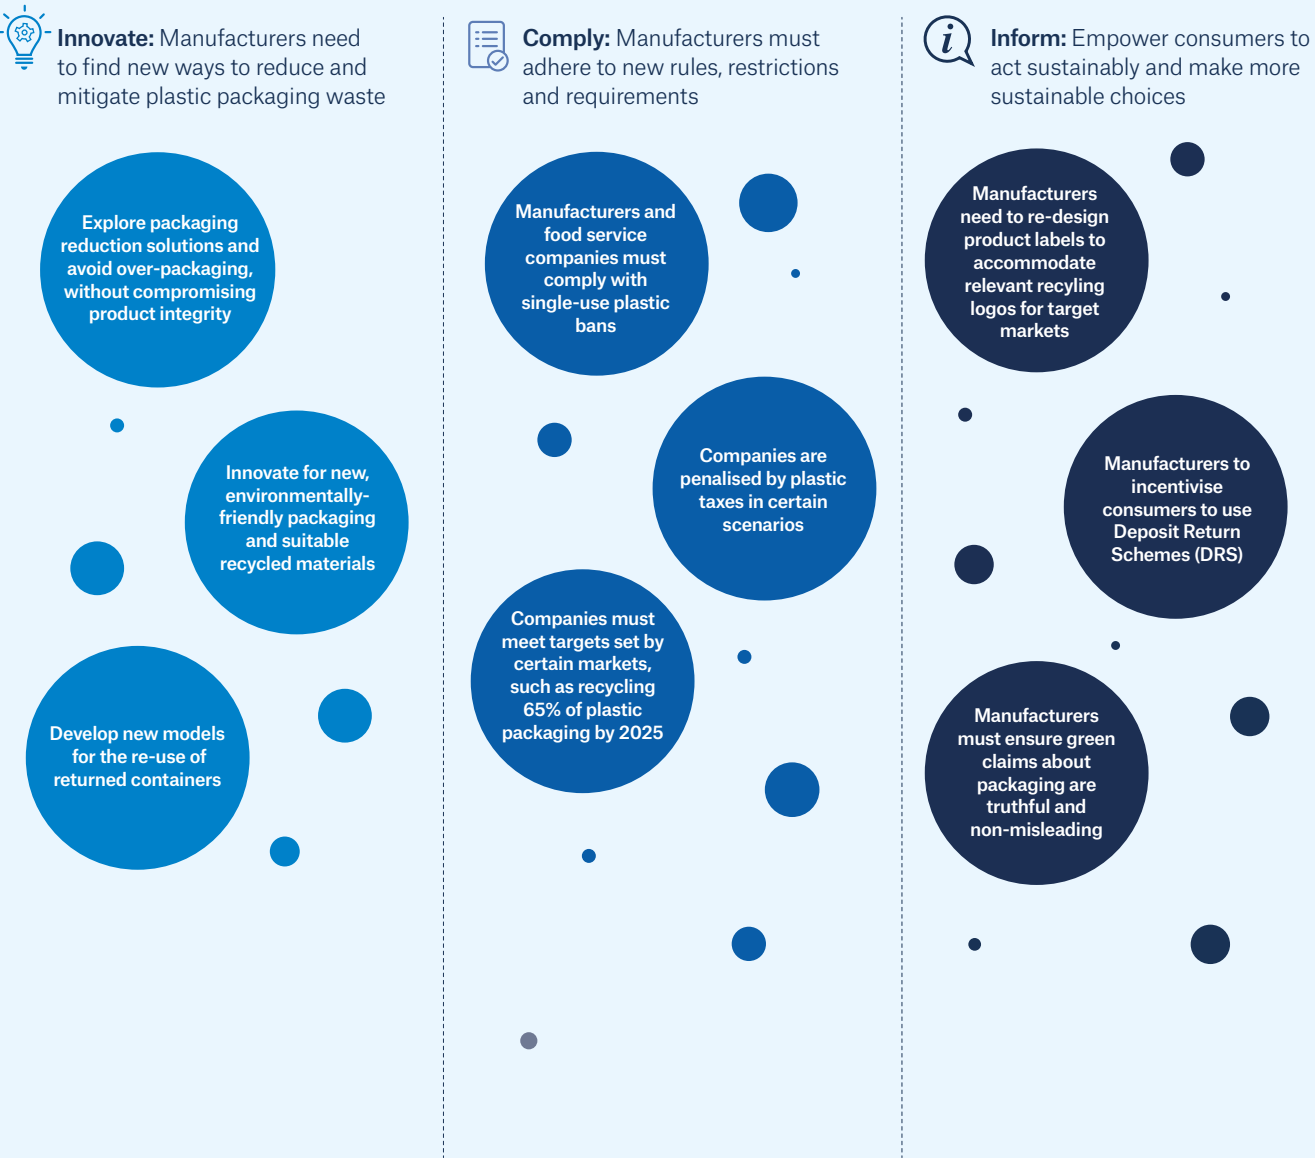 Innovate: Manufacturers need
to find new ways to reduce and
mitigate plastic packaging waste
Explore packaging
reduction solutions and
avoid over-packaging,
without compromising
product integrity
Innovate for new,
environmentally-
friendly packaging
and suitable
recycled materials
Develop new models
for the re-use of
returned containers
Comply: Manufacturers must
adhere to new rules, restrictions
and requirements
Manufacturers and
food service
companies must
comply with
single-use plastic
bans
Companies are
penalised by plastic
taxes in certain
scenarios
Companies must
meet targets set by
certain markets,
such as recycling
65% of plastic
packaging by 2025
i
Inform: Empower consumers to
act sustainably and make more
sustainable choices
Manufacturers
need to re-design
product labels to
accommodate
relevant recyling
logos for target
markets
Manufacturers to
incentivise
consumers to use
Deposit Return
Schemes (DRS)
Manufacturers
must ensure green
claims about
packaging are
truthful and
non-misleading